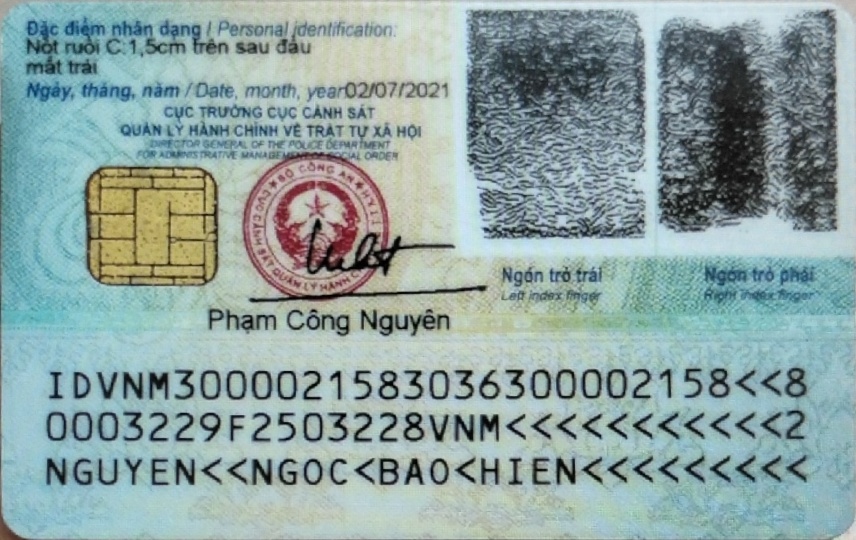 Đặc điểm nhân dạng / Personal identification:
Nốt ruồi C:1,5cm trên sau đầu
mắt trái
Ngày, tháng, năm / Date, month, year 02/07/2021
CỤC TRƯỞNG CỤC CẢNH SÁT
QUẢN LÝ HÀNH CHÍNH VỀ TRẬT TỰ XÃ HỘI
DIRECTOR GENERAL OF THE POLICE DEPARTMENT
FOR ADMINISTRATIVE MANAGEMENT OF SOCIAL ORDER
BỘ CÔNG AN
CỤC CẢNH SÁT QUẢN LÝ HÀNH
Ngón trỏ trái
Left index finger
Ngón trỏ phải
Right index finger
Phạm Công Nguyên
IDVNM3000021583036300002158<<8
0003229F2503228VNM<<<<<<<<<<<2
NGUYEN<<NGOC<BAO<HIEN<<<<<<<<<